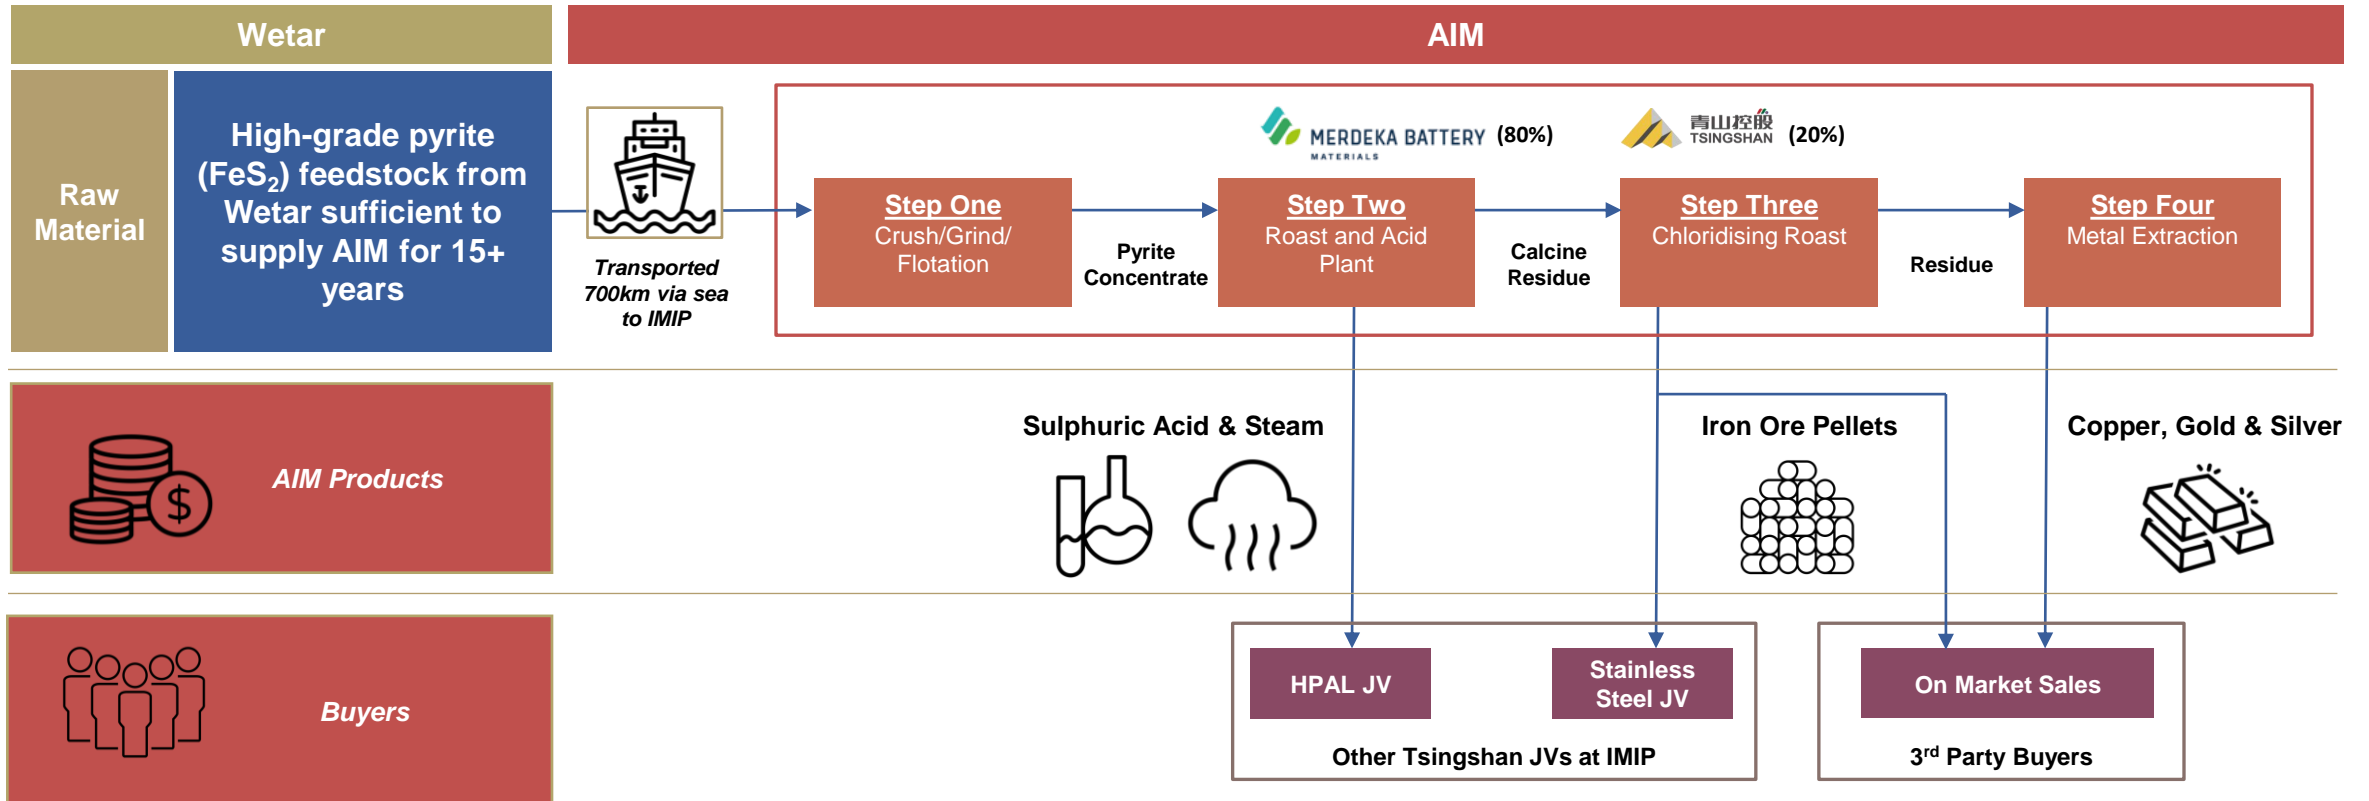 Wetar
AIM
Raw
Material
High-grade pyrite
(FeS₂) feedstock from
Wetar sufficient to
supply AIM for 15+
years
Transported
700km via sea
to IMIP
MERDEKA BATTERY
MATERIALS
(80%)
青山控股
TSINGSHAN
(20%)
Step One
Crush/Grind/
Flotation
Pyrite
Concentrate
Step Two
Roast and Acid
Plant
Calcine
Residue
Step Three
Chloridising Roast
Residue
Step Four
Metal Extraction
AIM Products
$
Sulphuric Acid & Steam
Iron Ore Pellets
Copper, Gold & Silver
Buyers
HPAL JV
Stainless
Steel JV
Other Tsingshan JVs at IMIP
On Market Sales
3rd Party Buyers